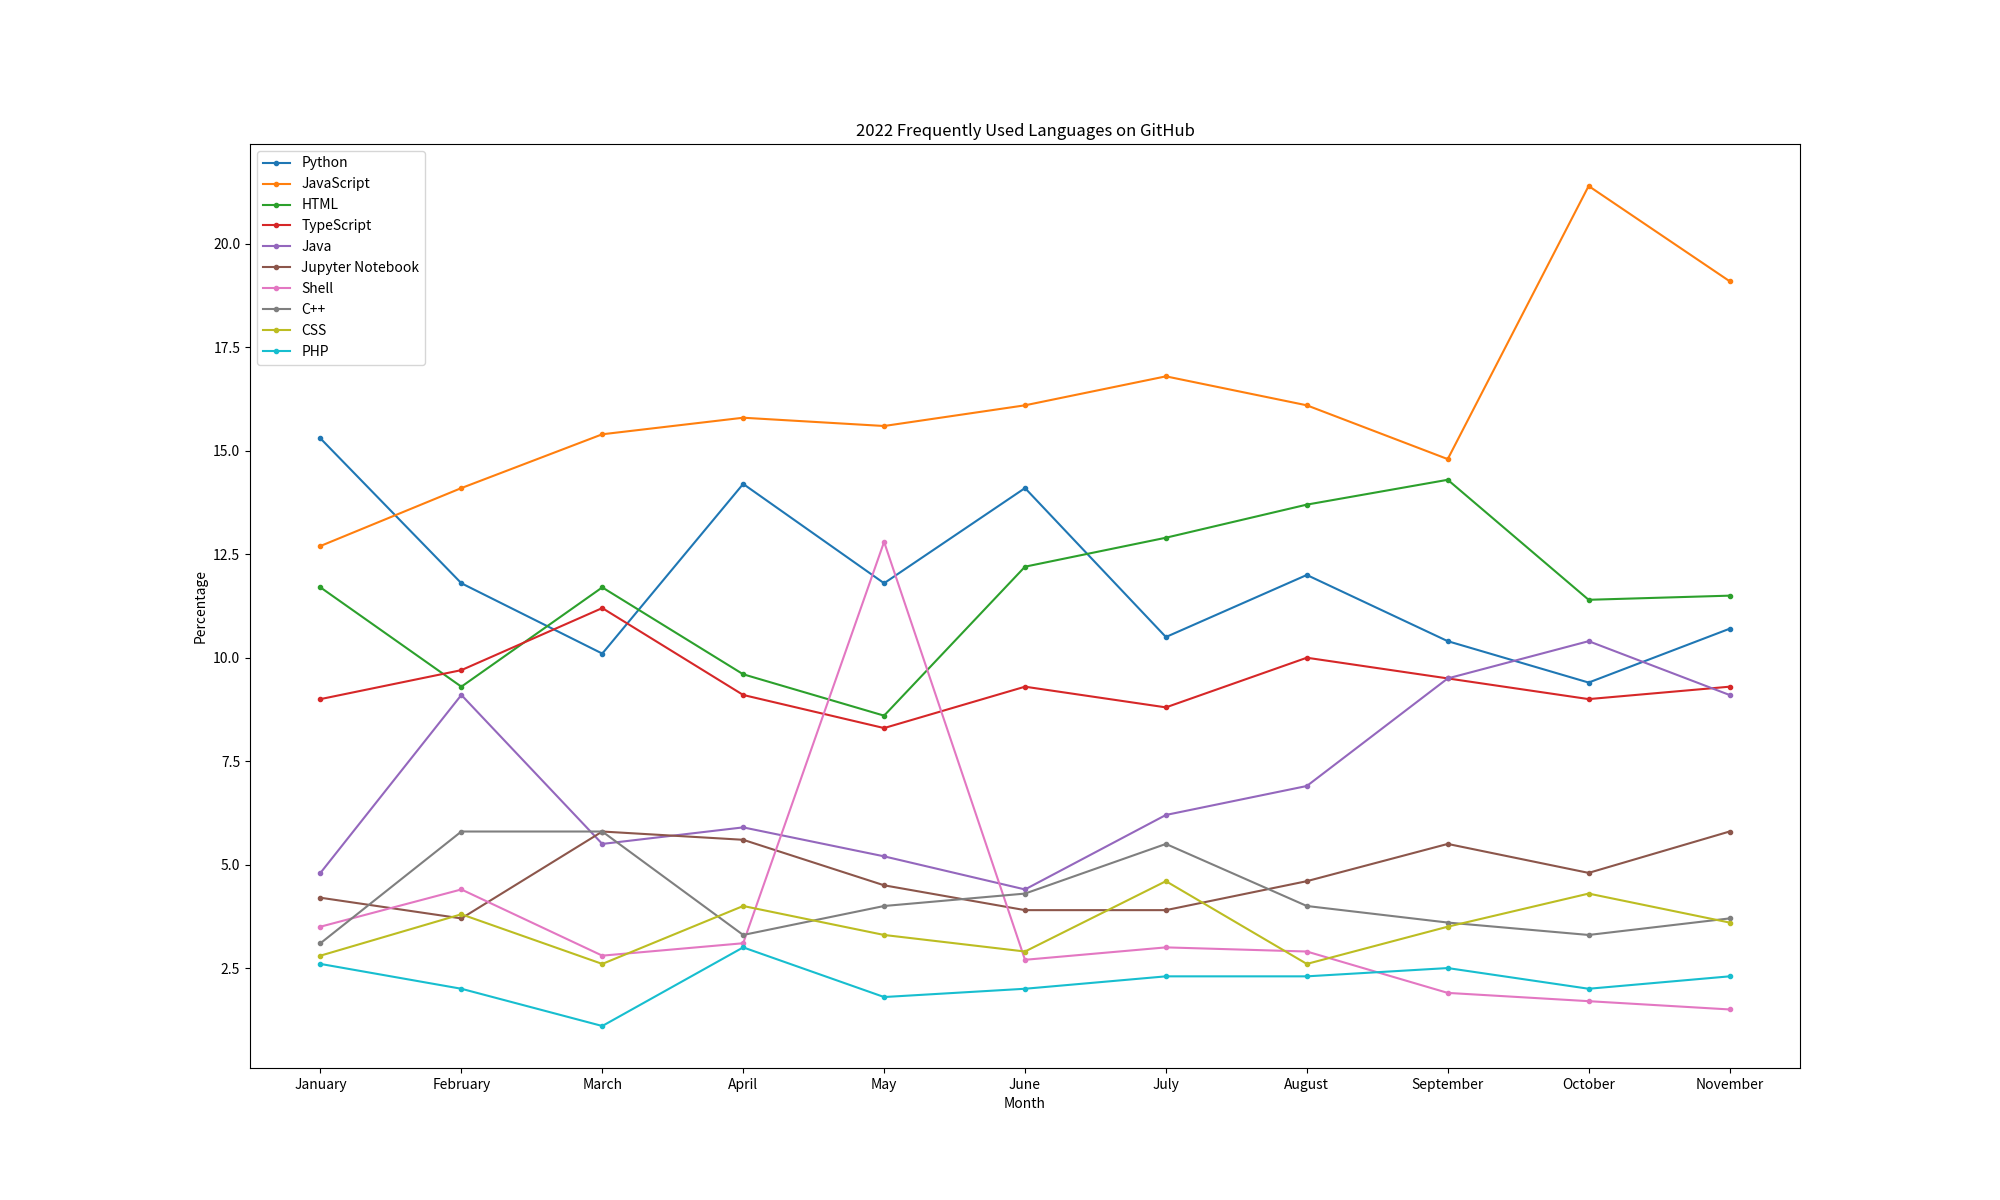 2022 Frequently Used Languages on GitHub
Python
JavaScript
HTML
TypeScript
Java
Jupyter Notebook
Shell
C++
CSS
PHP
Percentage
20.0
17.5
15.0
12.5
10.0
7.5
5.0
2.5
January February March April May June July August September October November
Month